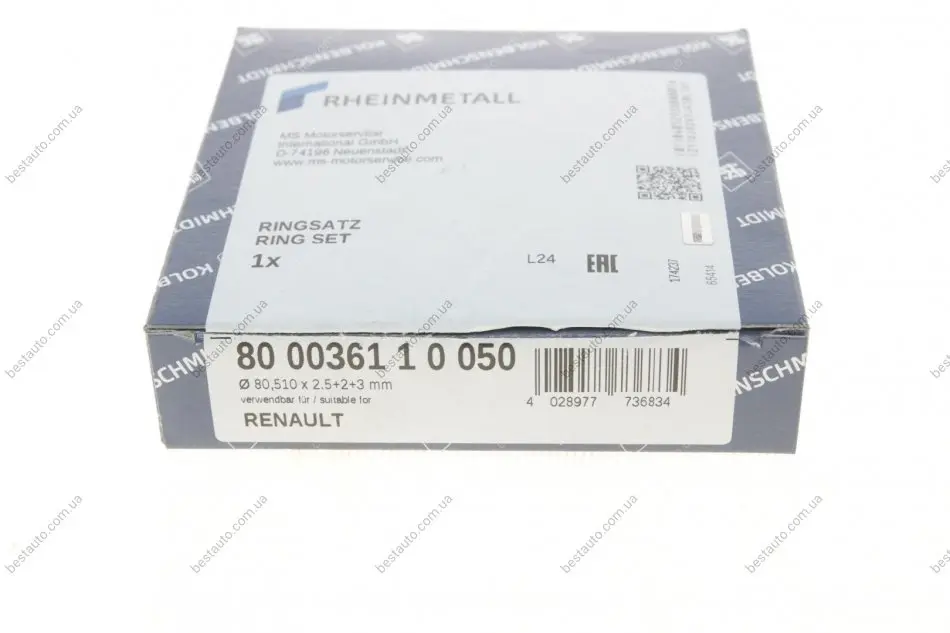 KOLBENSCHMIDT
RHEINMETALL
MS Motorservice
International GmbH
D-74196 Neuenstadt
www.ms-motorservice.com
RINGSATZ
RING SET
1x
L24
EAC
174237
65414
80 00361 1 0 050
Ø 80,510 x 2.5+2+3 mm
verwendbar für / suitable for
RENAULT
4 028977 736834
bestauto.com.ua